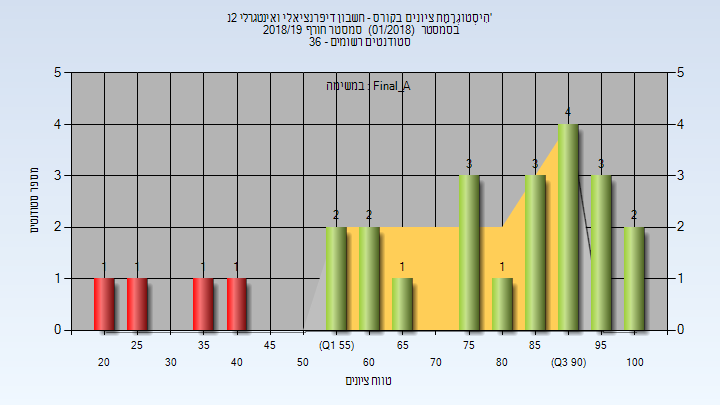 היסטוגרמת ציונים בקורס - חשבון דיפרנציאלי ואינטגרלי 2נ'
בסמסטר (01/2018) סמסטר חורף 2018/19
סטודנטים רשומים - 36
במשימה : Final_A
מספר סטודנטים
5 5
4 4
3 3
2 2
1 1
0 0
1 1 1 1 2 2 1 3 1 3 4 3 2
25 35 45 (Q1 55) 65 75 85 95
20 30 40 50 60 70 80 (Q3 90) 100
טווח ציונים